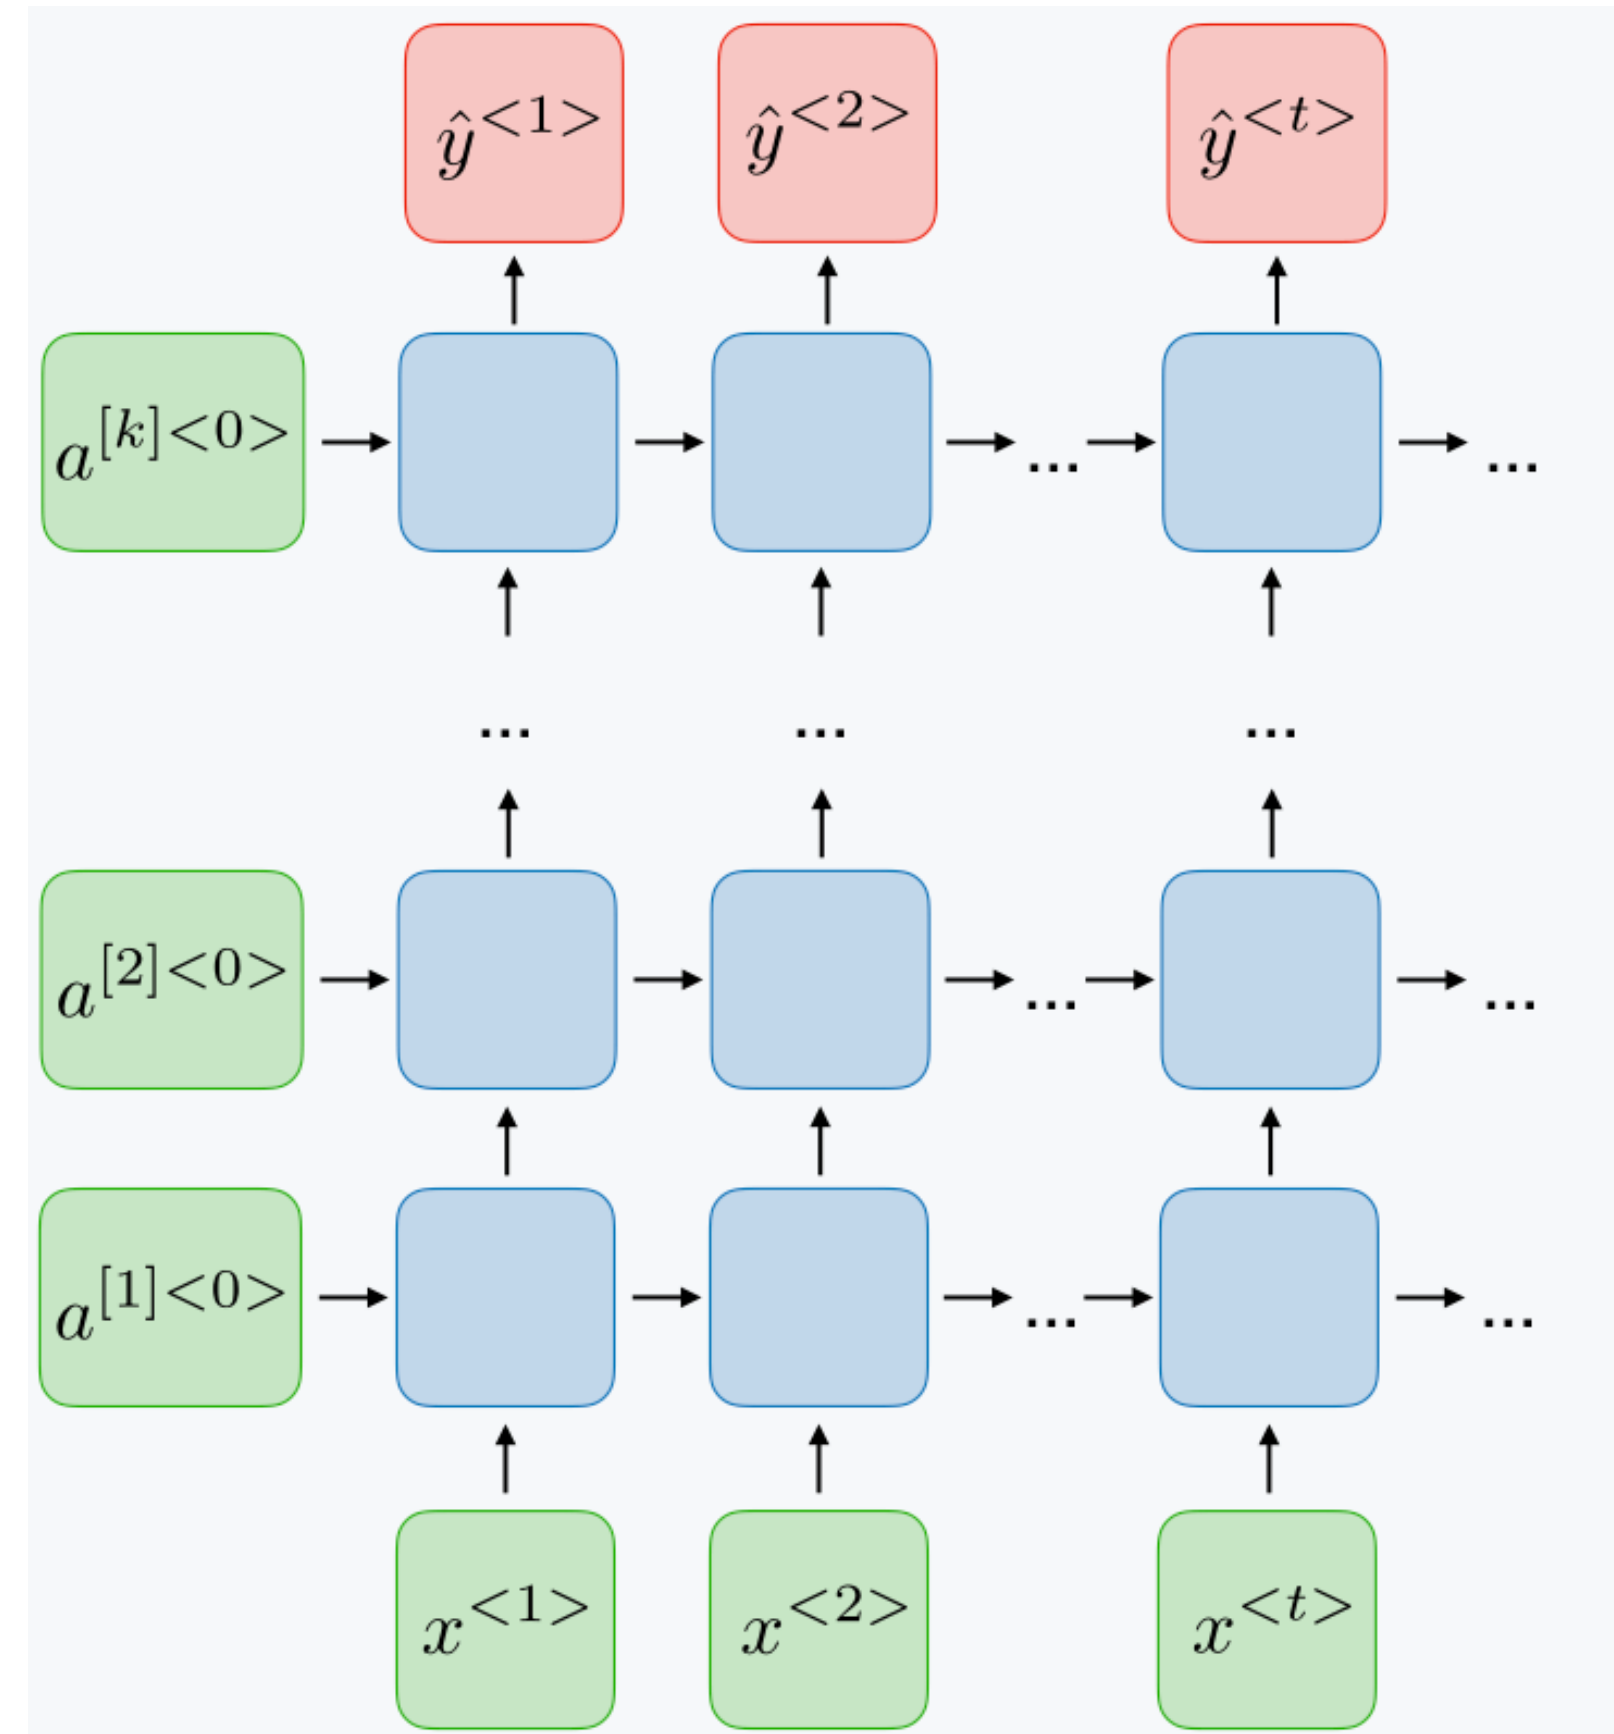 ŷ<1> ŷ<2> ŷ<t>
a[k]<0> ... ...
... ... ...
a[2]<0> ... ...
a[1]<0> ... ...
x<1> x<2> x<t>